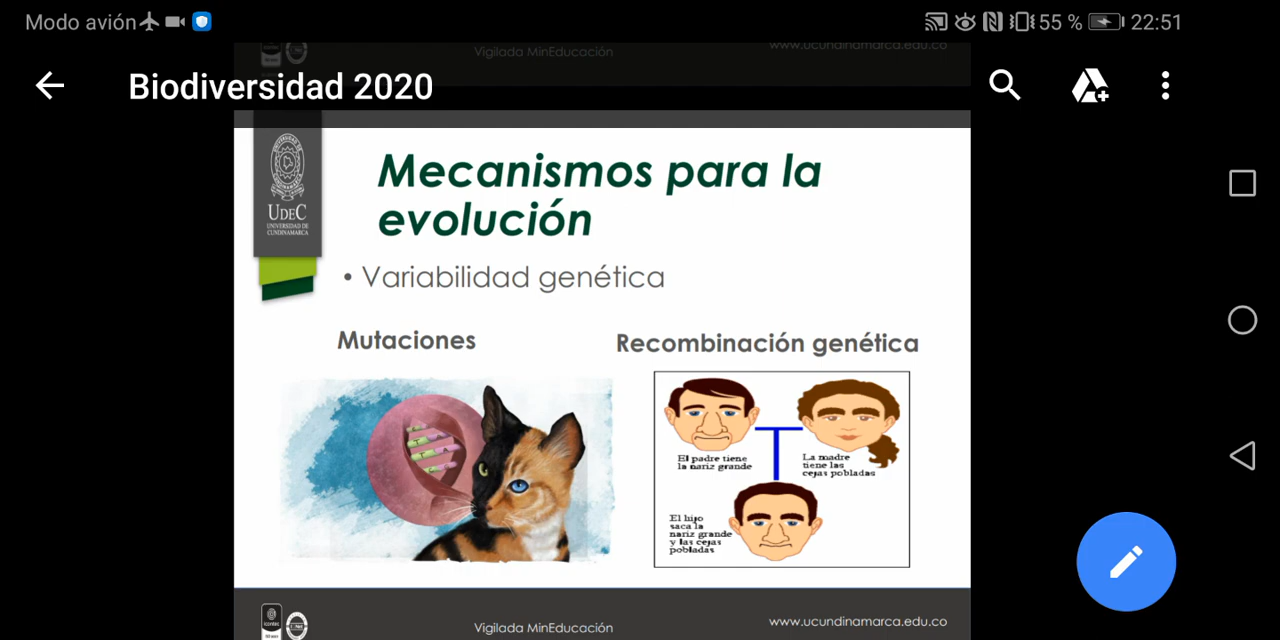 Modo avión
55 %
22:51
Vigilada MinEducación
www.ucundinamarca.edu.co
Biodiversidad 2020
UDEC
UNIVERSIDAD DE
CUNDINAMARCA
Mecanismos para la
evolución
• Variabilidad genética
Mutaciones
Recombinación genética
El padre tiene
la nariz grande
La madre
tiene las
cejas pobladas
El hijo
saca la
nariz grande
y las cejas
pobladas
Vigilada MinEducación
www.ucundinamarca.edu.co